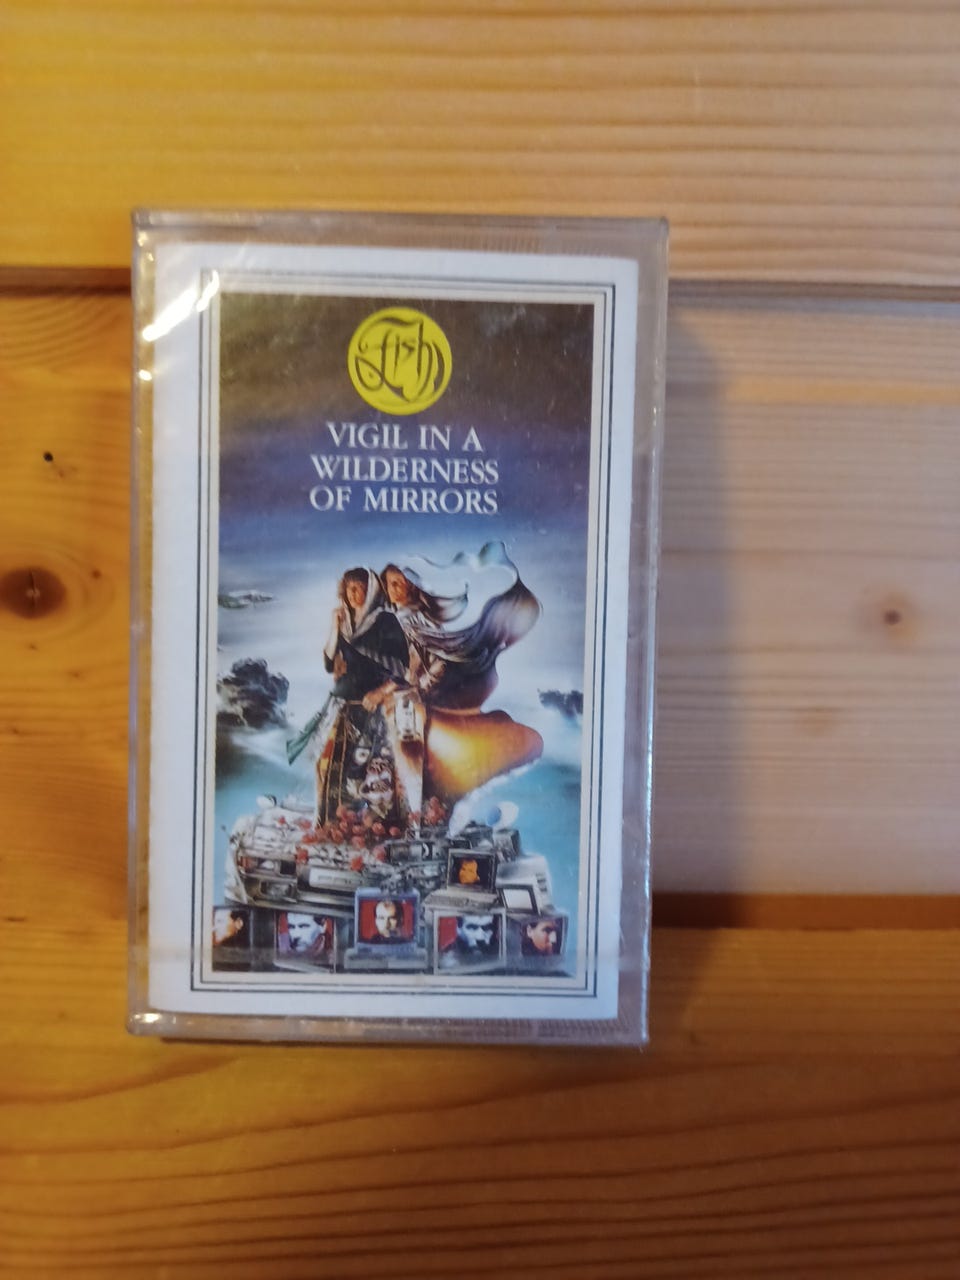 Fish
VIGIL IN A
WILDERNESS
OF MIRRORS